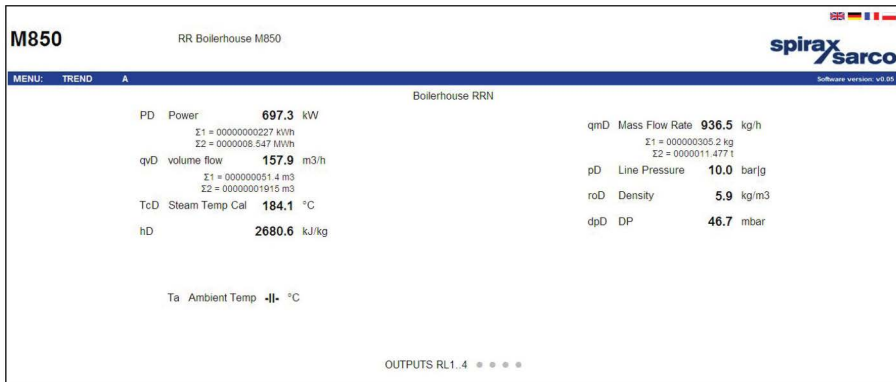 M850
RR Boilerhouse M850
spirax
sarco
MENU: TREND A
Software version: v0.05
Boilerhouse RRN
PD Power 697.3 kW
Σ1 = 00000000227 kWh
Σ2 = 0000008.547 MWh
qvD volume flow 157.9 m3/h
Σ1 = 000000051.4 m3
Σ2 = 00000001915 m3
TcD Steam Temp Cal 184.1 °C
hD 2680.6 kJ/kg
Ta Ambient Temp -||- °C
qmD Mass Flow Rate 936.5 kg/h
Σ1 = 000000305.2 kg
Σ2 = 0000011.477 t
pD Line Pressure 10.0 bar|g
roD Density 5.9 kg/m3
dpD DP 46.7 mbar
OUTPUTS RL1..4